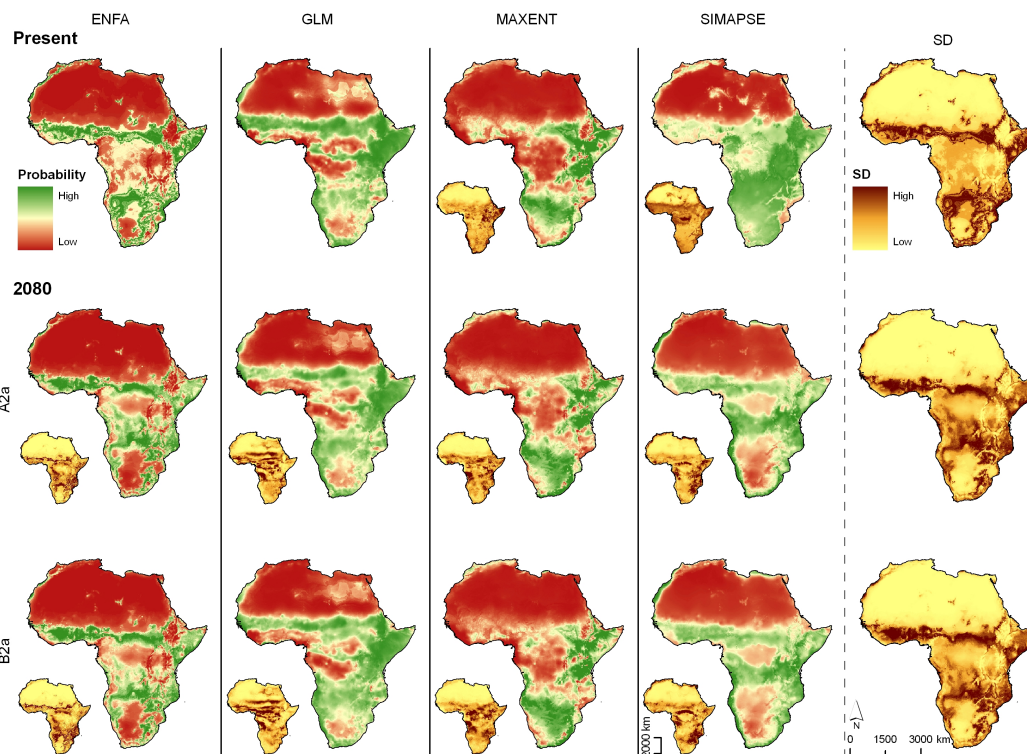 ENFA
GLM
MAXENT
SIMAPSE
SD
Present
Probability
High
Low
SD
High
Low
2080
A2a
B2a
N
0 1500 3000 km